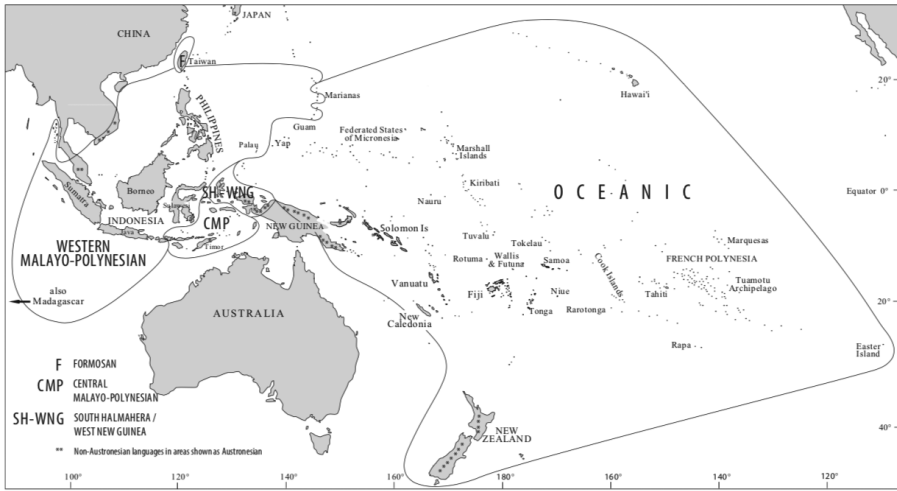 JAPAN
CHINA
F
Taiwan
20°
Marianas
Hawai'i
PHILIPPINES
Guam
Federated States
of Micronesia
Palau
Yap
Marshall
Islands
**
Borneo
SH-WNG
Kiribati
OCEANIC
Equator 0°
Sumatra
Sulawesi
Nauru
INDONESIA
CMP
NEW GUINEA
Solomon Is
Java
Timor
Tuvalu
Tokelau
Marquesas
WESTERN
MALAYO-POLYNESIAN
Rotuma
Wallis
& Futuna
Samoa
Cook Islands
FRENCH POLYNESIA
also
Madagascar
Vanuatu
Fiji
Niue
Tahiti
Tuamotu
Archipelago
20°
AUSTRALIA
New
Caledonia
Tonga
Rarotonga
Rapa
Easter
Island
F FORMOSAN
CMP CENTRAL
MALAYO-POLYNESIAN
SH-WNG SOUTH HALMAHERA /
WEST NEW GUINEA
** Non-Austronesian languages in areas shown as Austronesian
NEW
ZEALAND
40°
100° 120° 140° 160° 180° 160° 140° 120°